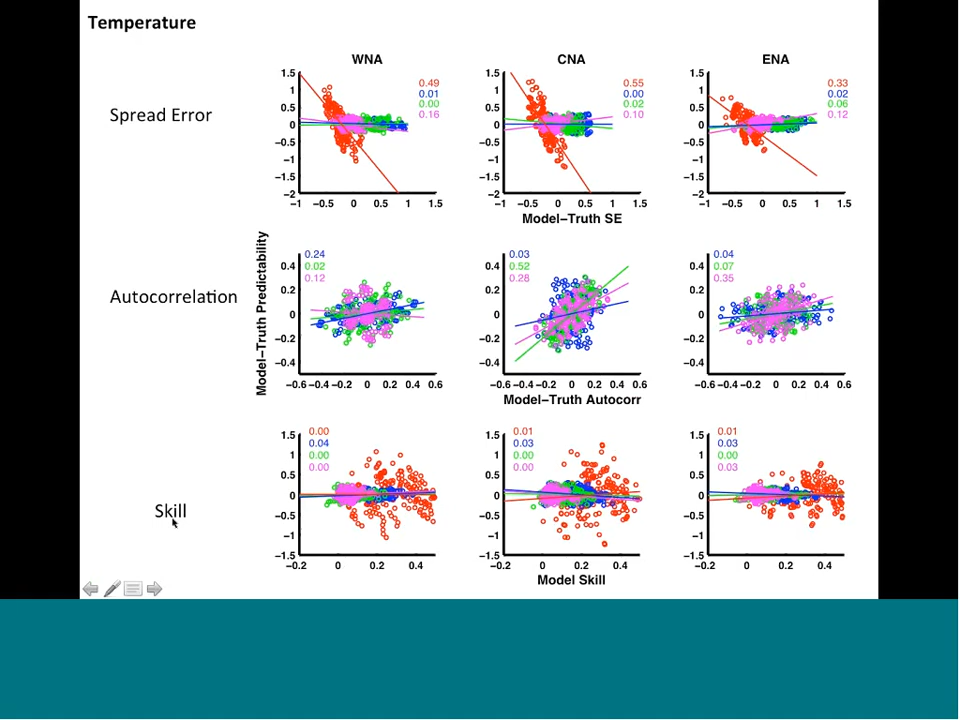 Temperature
WNA CNA ENA
Spread Error
1.5 1 0.5 0 −0.5 −1 −1.5 −2
0.49
0.01
0.00
0.16
−1 −0.5 0 0.5 1 1.5
1.5 1 0.5 0 −0.5 −1 −1.5 −2
0.55
0.00
0.02
0.10
−1 −0.5 0 0.5 1 1.5
1.5 1 0.5 0 −0.5 −1 −1.5 −2
0.33
0.02
0.06
0.12
−1 −0.5 0 0.5 1 1.5
Model−Truth SE
Model−Truth Predictability
Autocorrelation
0.4 0.2 0 −0.2 −0.4
0.24
0.02
0.12
−0.6 −0.4 −0.2 0 0.2 0.4 0.6
0.4 0.2 0 −0.2 −0.4
0.03
0.52
0.28
−0.6 −0.4 −0.2 0 0.2 0.4 0.6
0.4 0.2 0 −0.2 −0.4
0.04
0.07
0.35
−0.6 −0.4 −0.2 0 0.2 0.4 0.6
Model−Truth Autocorr
Skill
1.5 1 0.5 0 −0.5 −1 −1.5
0.00
0.04
0.00
0.00
−0.2 0 0.2 0.4
1.5 1 0.5 0 −0.5 −1 −1.5
0.01
0.03
0.00
0.00
−0.2 0 0.2 0.4
1.5 1 0.5 0 −0.5 −1 −1.5
0.01
0.03
0.00
0.03
−0.2 0 0.2 0.4
Model Skill